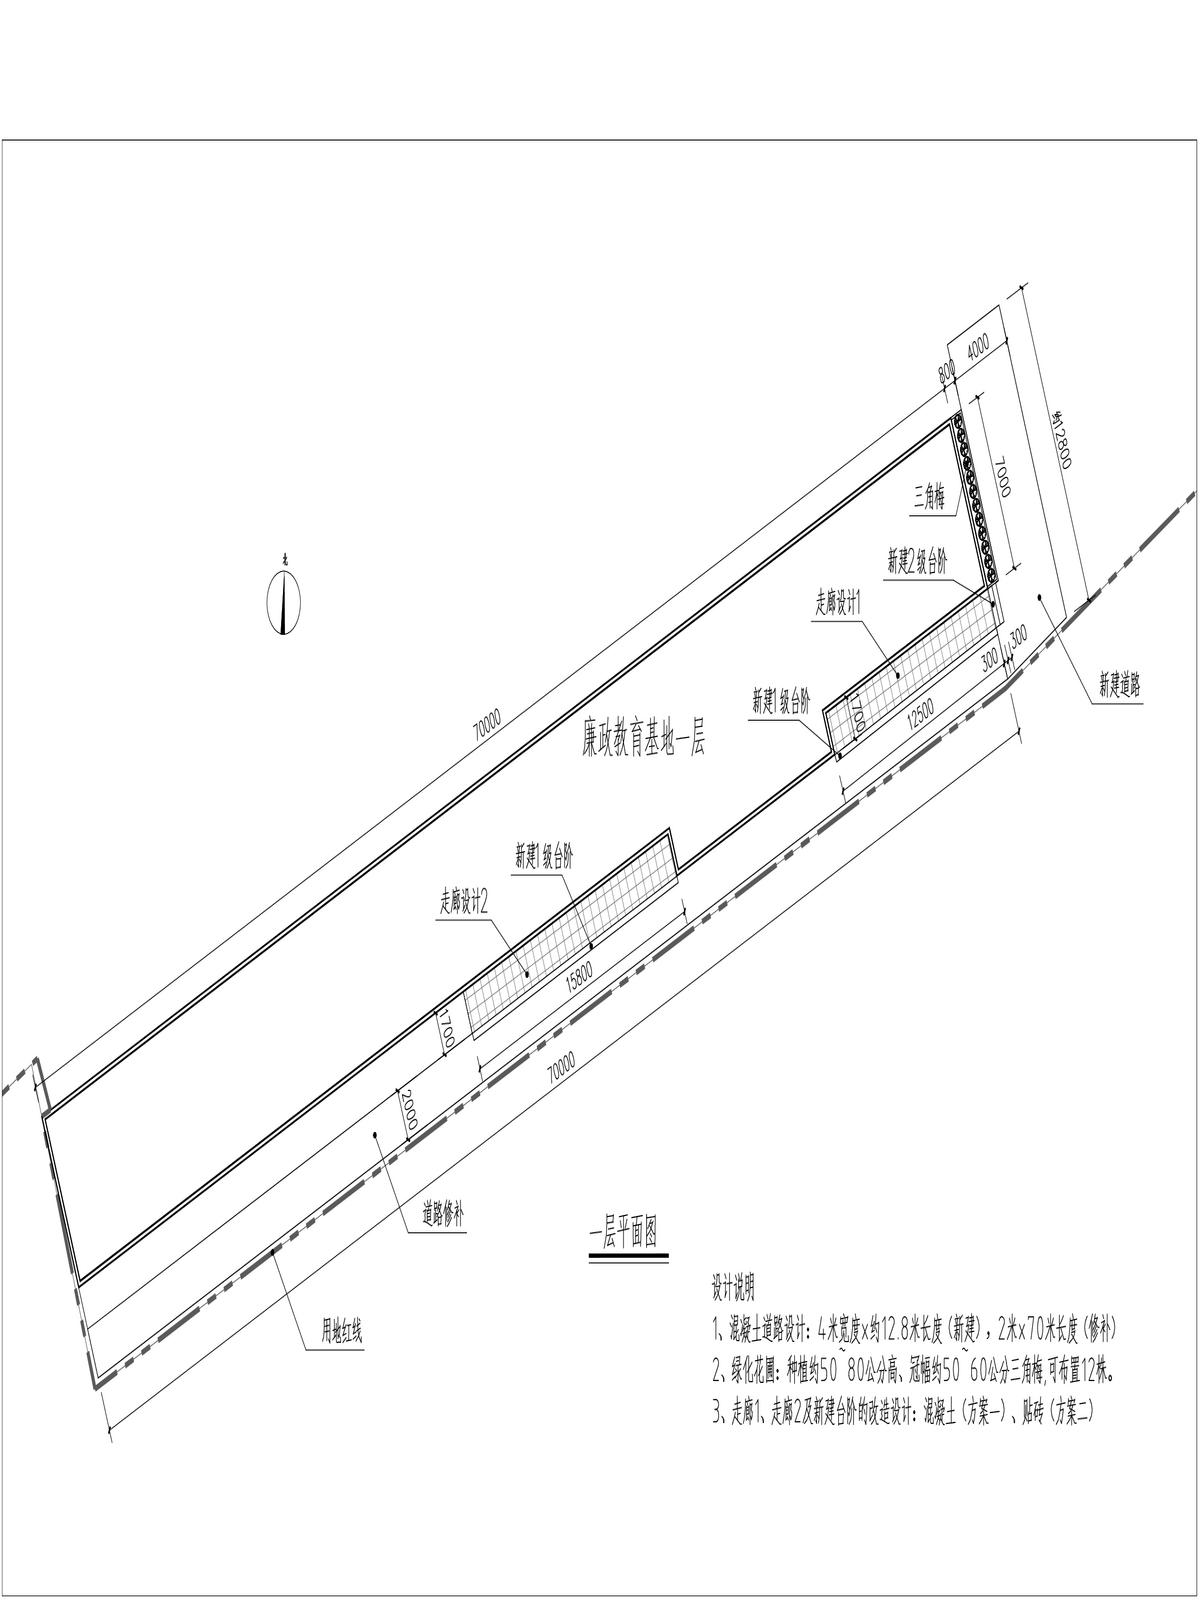 4000
800
约12800
7000
三角梅
北
新建2级台阶
走廊设计1
300
300
新建道路
新建1级台阶
1700
12500
70000
廉政教育基地一层
新建1级台阶
走廊设计2
15800
1700
70000
2000
道路修补
一层平面图
用地红线
设计说明
1、混凝土道路设计：4米宽度x约12.8米长度（新建），2米x70米长度（修补）
2、绿化花圃：种植约50~80公分高、冠幅约50~60公分三角梅,可布置12株。
3、走廊1、走廊2及新建台阶的改造设计：混凝土（方案一）、贴砖（方案二）